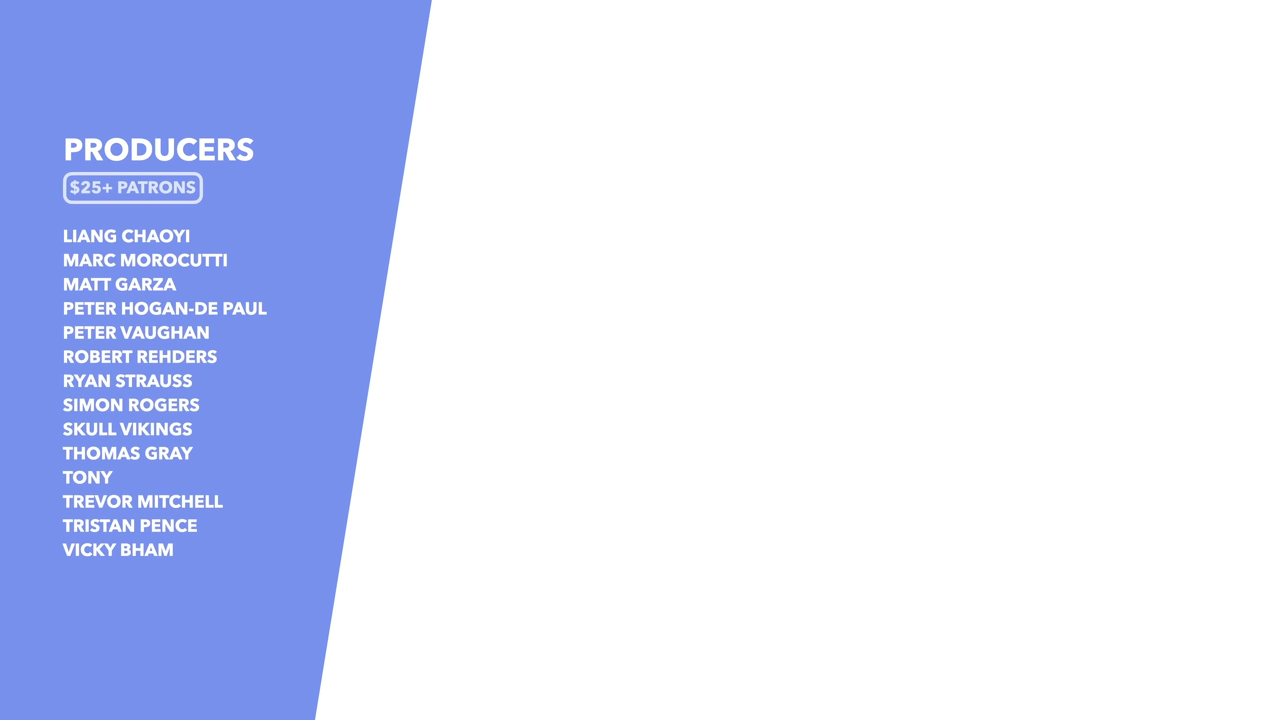 PRODUCERS
$25+ PATRONS
LIANG CHAOYI
MARC MOROCUTTI
MATT GARZA
PETER HOGAN-DE PAUL
PETER VAUGHAN
ROBERT REHDERS
RYAN STRAUSS
SIMON ROGERS
SKULL VIKINGS
THOMAS GRAY
TONY
TREVOR MITCHELL
TRISTAN PENCE
VICKY BHAM